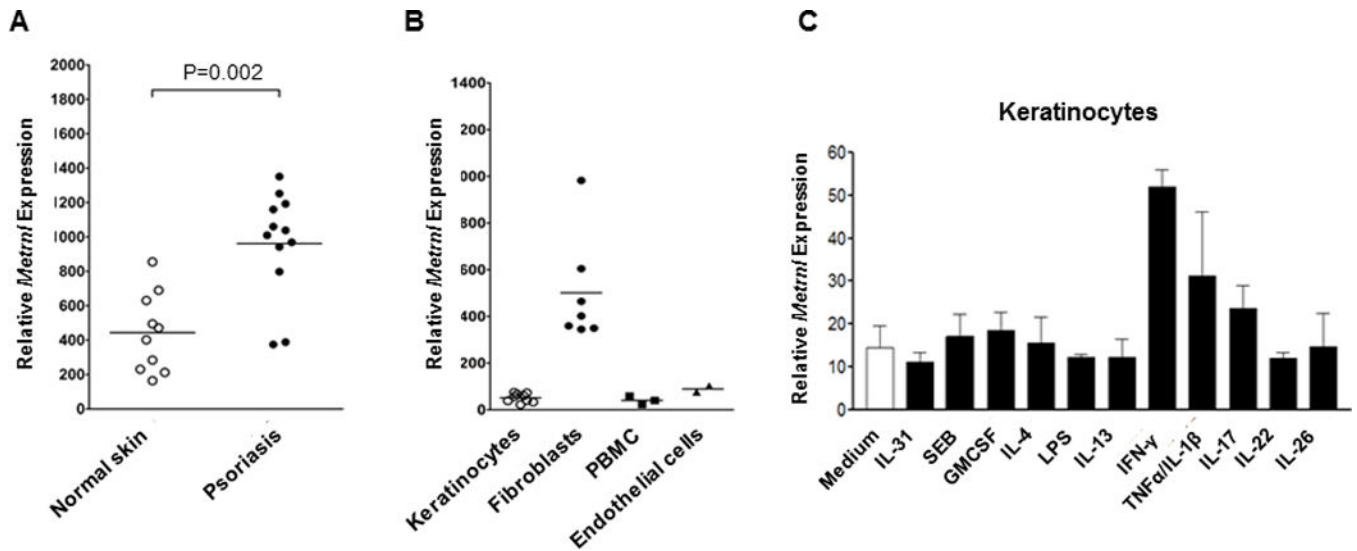 A
Relative Metrnl Expression
2000
1800
1600
1400
1200
1000
800
600
400
200
0
P=0.002
Normal skin
Psoriasis
B
Relative Metrnl Expression
1400
200
000
800
600
400
200
0
Keratinocytes
Fibroblasts
PBMC
Endothelial cells
C
Keratinocytes
Relative Metrnl Expression
60
50
40
30
20
10
0
Medium
IL-31
SEB
GMCSF
IL-4
LPS
IL-13
IFN-γ
TNFα/IL-1β
IL-17
IL-22
IL-26